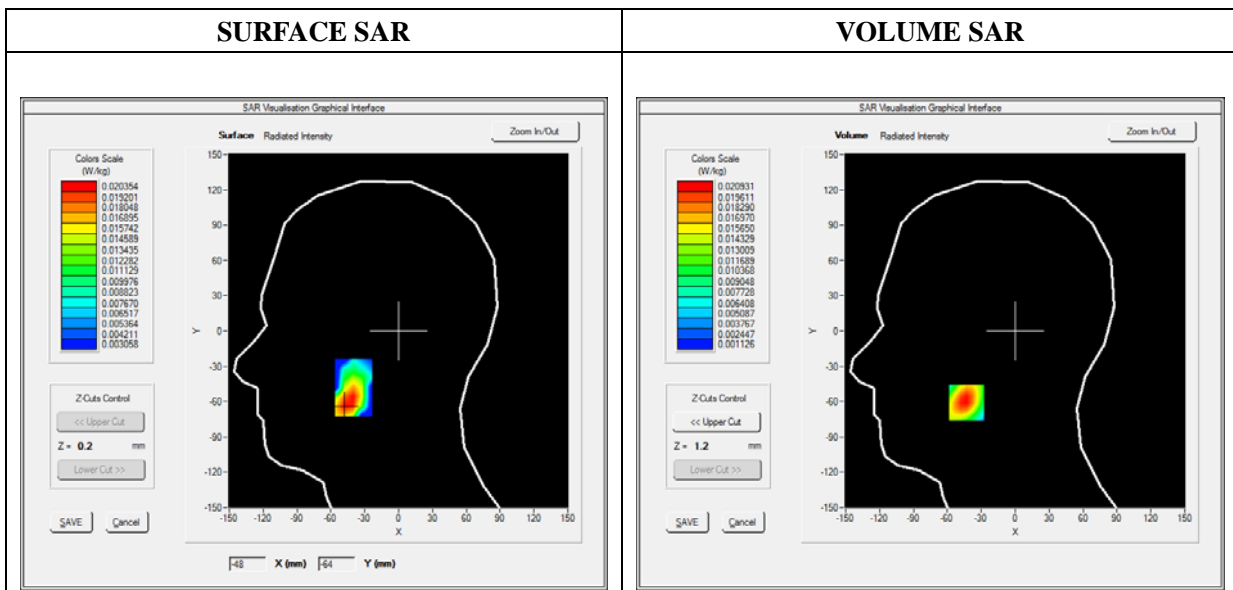 SURFACE SAR
VOLUME SAR
SAR Visualisation Graphical Interface
Surface Radiated Intensity
Zoom In/Out
Colors Scale
(W/kg)
0.020354
0.019201
0.018048
0.016895
0.015742
0.014589
0.013435
0.012282
0.011129
0.009976
0.008823
0.007670
0.006517
0.005364
0.004211
0.003058
Z-Cuts Control
<< Upper Cut
Z = 0.2 mm
Lower Cut >>
SAVE Cancel
150
120
90
60
30
Y 0
-30
-60
-90
-120
-150
-150 -120 -90 -60 -30 0 30 60 90 120 150
X
-48 X (mm) -64 Y (mm)
SAR Visualisation Graphical Interface
Volume Radiated Intensity
Zoom In/Out
Colors Scale
(W/kg)
0.020931
0.019611
0.018290
0.016970
0.015650
0.014329
0.013009
0.011689
0.010368
0.009048
0.007728
0.006408
0.005087
0.003767
0.002447
0.001126
Z-Cuts Control
<< Upper Cut
Z = 1.2 mm
Lower Cut >>
SAVE Cancel
150
120
90
60
30
Y 0
-30
-60
-90
-120
-150
-150 -120 -90 -60 -30 0 30 60 90 120 150
X